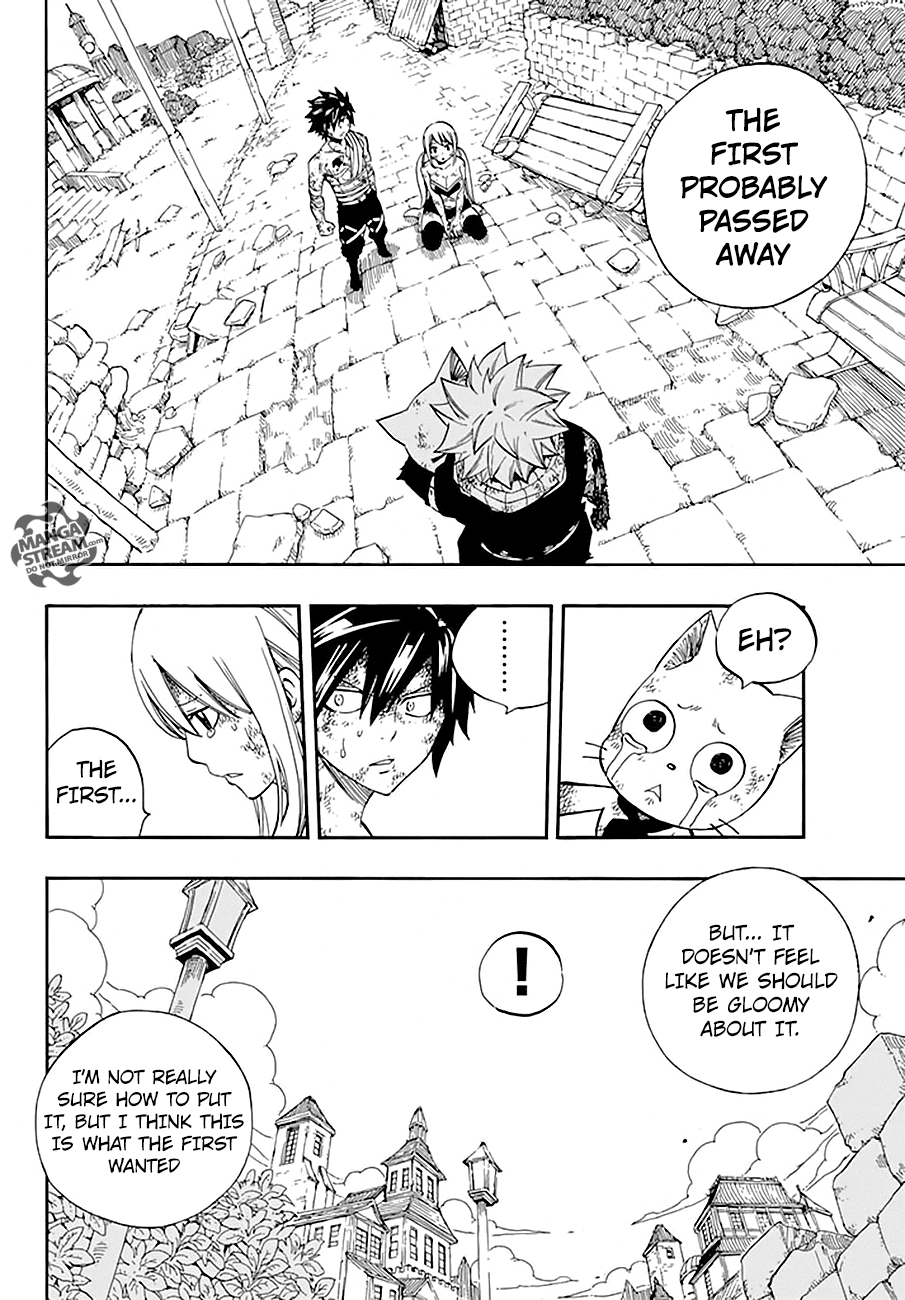 THE
FIRST
PROBABLY
PASSED
AWAY
MANGA
STREAM.com
DO NOT MIRROR
EH?
.......
THE
FIRST...
BUT... IT
DOESN'T FEEL
LIKE WE SHOULD
BE GLOOMY
ABOUT IT.
!
I'M NOT REALLY
SURE HOW TO PUT
IT, BUT I THINK THIS
IS WHAT THE FIRST
WANTED